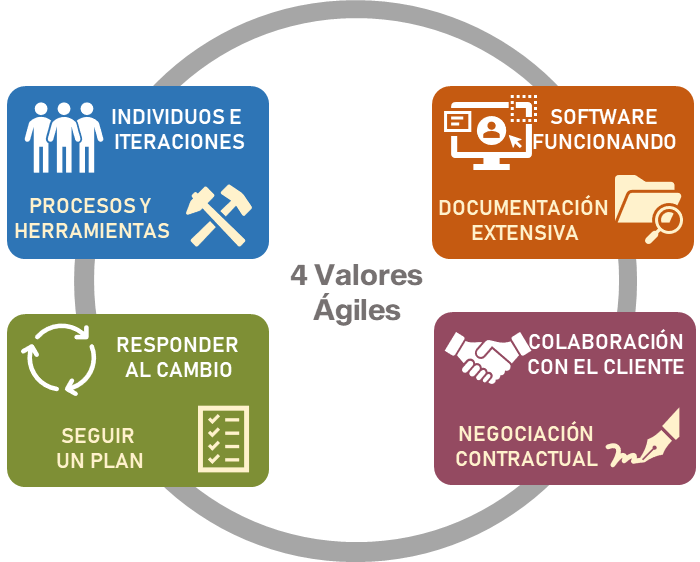 INDIVIDUOS E
ITERACIONES
PROCESOS Y
HERRAMIENTAS
SOFTWARE
FUNCIONANDO
DOCUMENTACIÓN
EXTENSIVA
4 Valores
Ágiles
RESPONDER
AL CAMBIO
SEGUIR
UN PLAN
COLABORACIÓN
CON EL CLIENTE
NEGOCIACIÓN
CONTRACTUAL